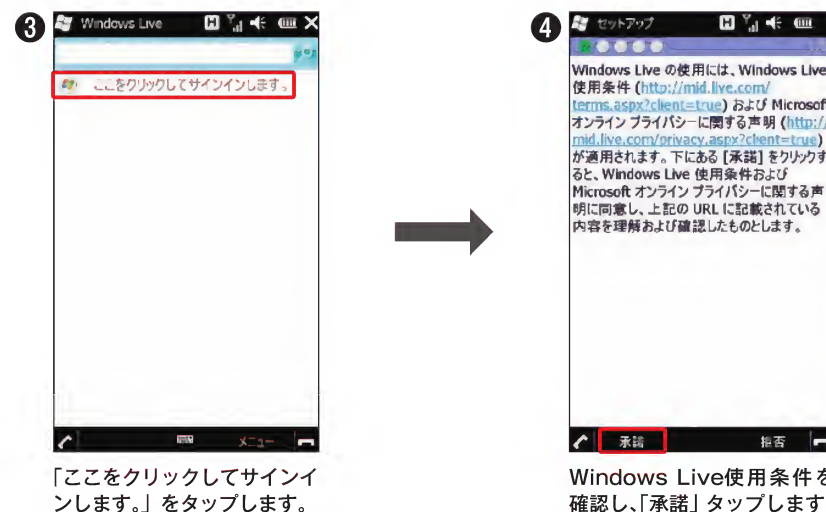 ❸
Windows Live
ここをクリックしてサインインします。
メニュー
「ここをクリックしてサインイ
ンします。」をタップします。
❹
セットアップ
Windows Live の使用には、Windows Live
使用条件 (http://mid.live.com/
terms.aspx?client=true) および Microsoft
オンライン プライバシーに関する声明 (http://
mid.live.com/privacy.aspx?client=true)
が適用されます。下にある [承諾] をクリックす
ると、Windows Live 使用条件および
Microsoft オンライン プライバシーに関する声
明に同意し、上記の URL に記載されている
内容を理解および確認したものとします。
承諾 拒否
Windows Live使用条件を
確認し、「承諾」タップします